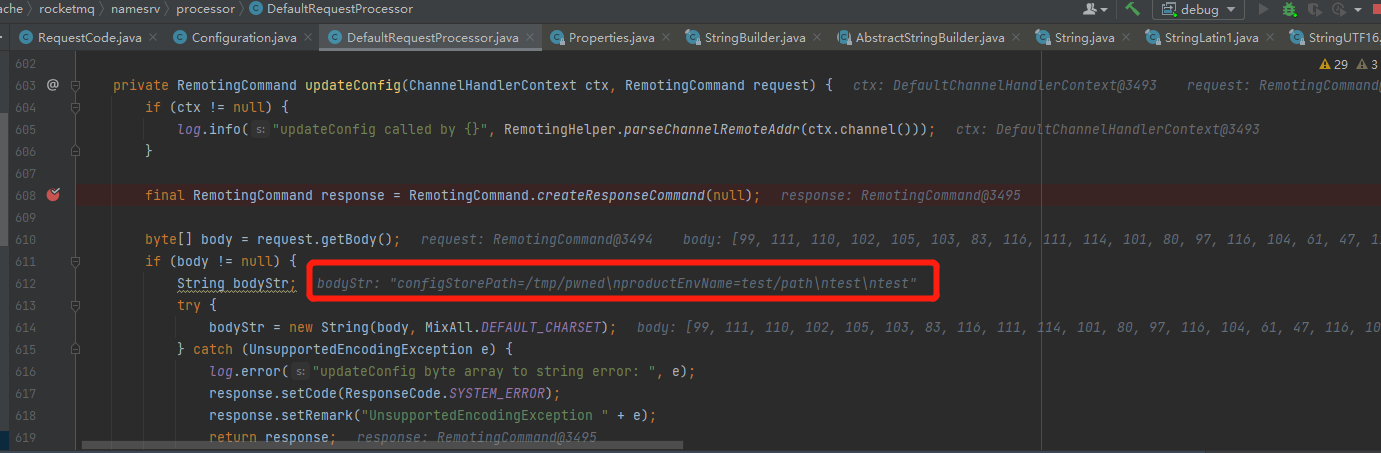 ache rocketmq namesrv processor DefaultRequestProcessor debug
RequestCode.java Configuration.java DefaultRequestProcessor.java Properties.java StringBuilder.java AbstractStringBuilder.java String.java StringLatin1.java StringUTF16.
602 29 3
603 @ private RemotingCommand updateConfig(ChannelHandlerContext ctx, RemotingCommand request) { ctx: DefaultChannelHandlerContext@3493 request: RemotingCommand@
604 if (ctx != null) {
605 log.info( s: "updateConfig called by {}", RemotingHelper.parseChannelRemoteAddr(ctx.channel())); ctx: DefaultChannelHandlerContext@3493
606 }
607
608 final RemotingCommand response = RemotingCommand.createResponseCommand(null); response: RemotingCommand@3495
609
610 byte[] body = request.getBody(); request: RemotingCommand@3494 body: [99, 111, 110, 102, 105, 103, 83, 116, 111, 114, 101, 80, 97, 116, 104, 61, 47, 11
611 if (body != null) {
612 String bodyStr; bodyStr: "configStorePath=/tmp/pwned\nproductEnvName=test/path\ntest\ntest"
613 try {
614 bodyStr = new String(body, MixAll.DEFAULT_CHARSET); body: [99, 111, 110, 102, 105, 103, 83, 116, 111, 114, 101, 80, 97, 116, 104, 61, 47, 116, 10
615 } catch (UnsupportedEncodingException e) {
616 log.error( s: "updateConfig byte array to string error: ", e);
617 response.setCode(ResponseCode.SYSTEM_ERROR);
618 response.setRemark("UnsupportedEncodingException " + e);
619 return response; response: RemotingCommand@3495